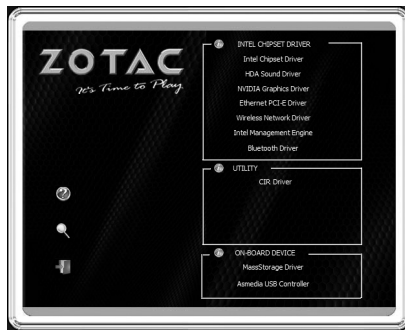 ZOTAC
It's Time to Play
INTEL CHIPSET DRIVER
Intel Chipset Driver
HDA Sound Driver
NVIDIA Graphics Driver
Ethernet PCI-E Driver
Wireless Network Driver
Intel Management Engine
Bluetooth Driver
UTILITY
CIR Driver
ON-BOARD DEVICE
MassStorage Driver
Asmedia USB Controller